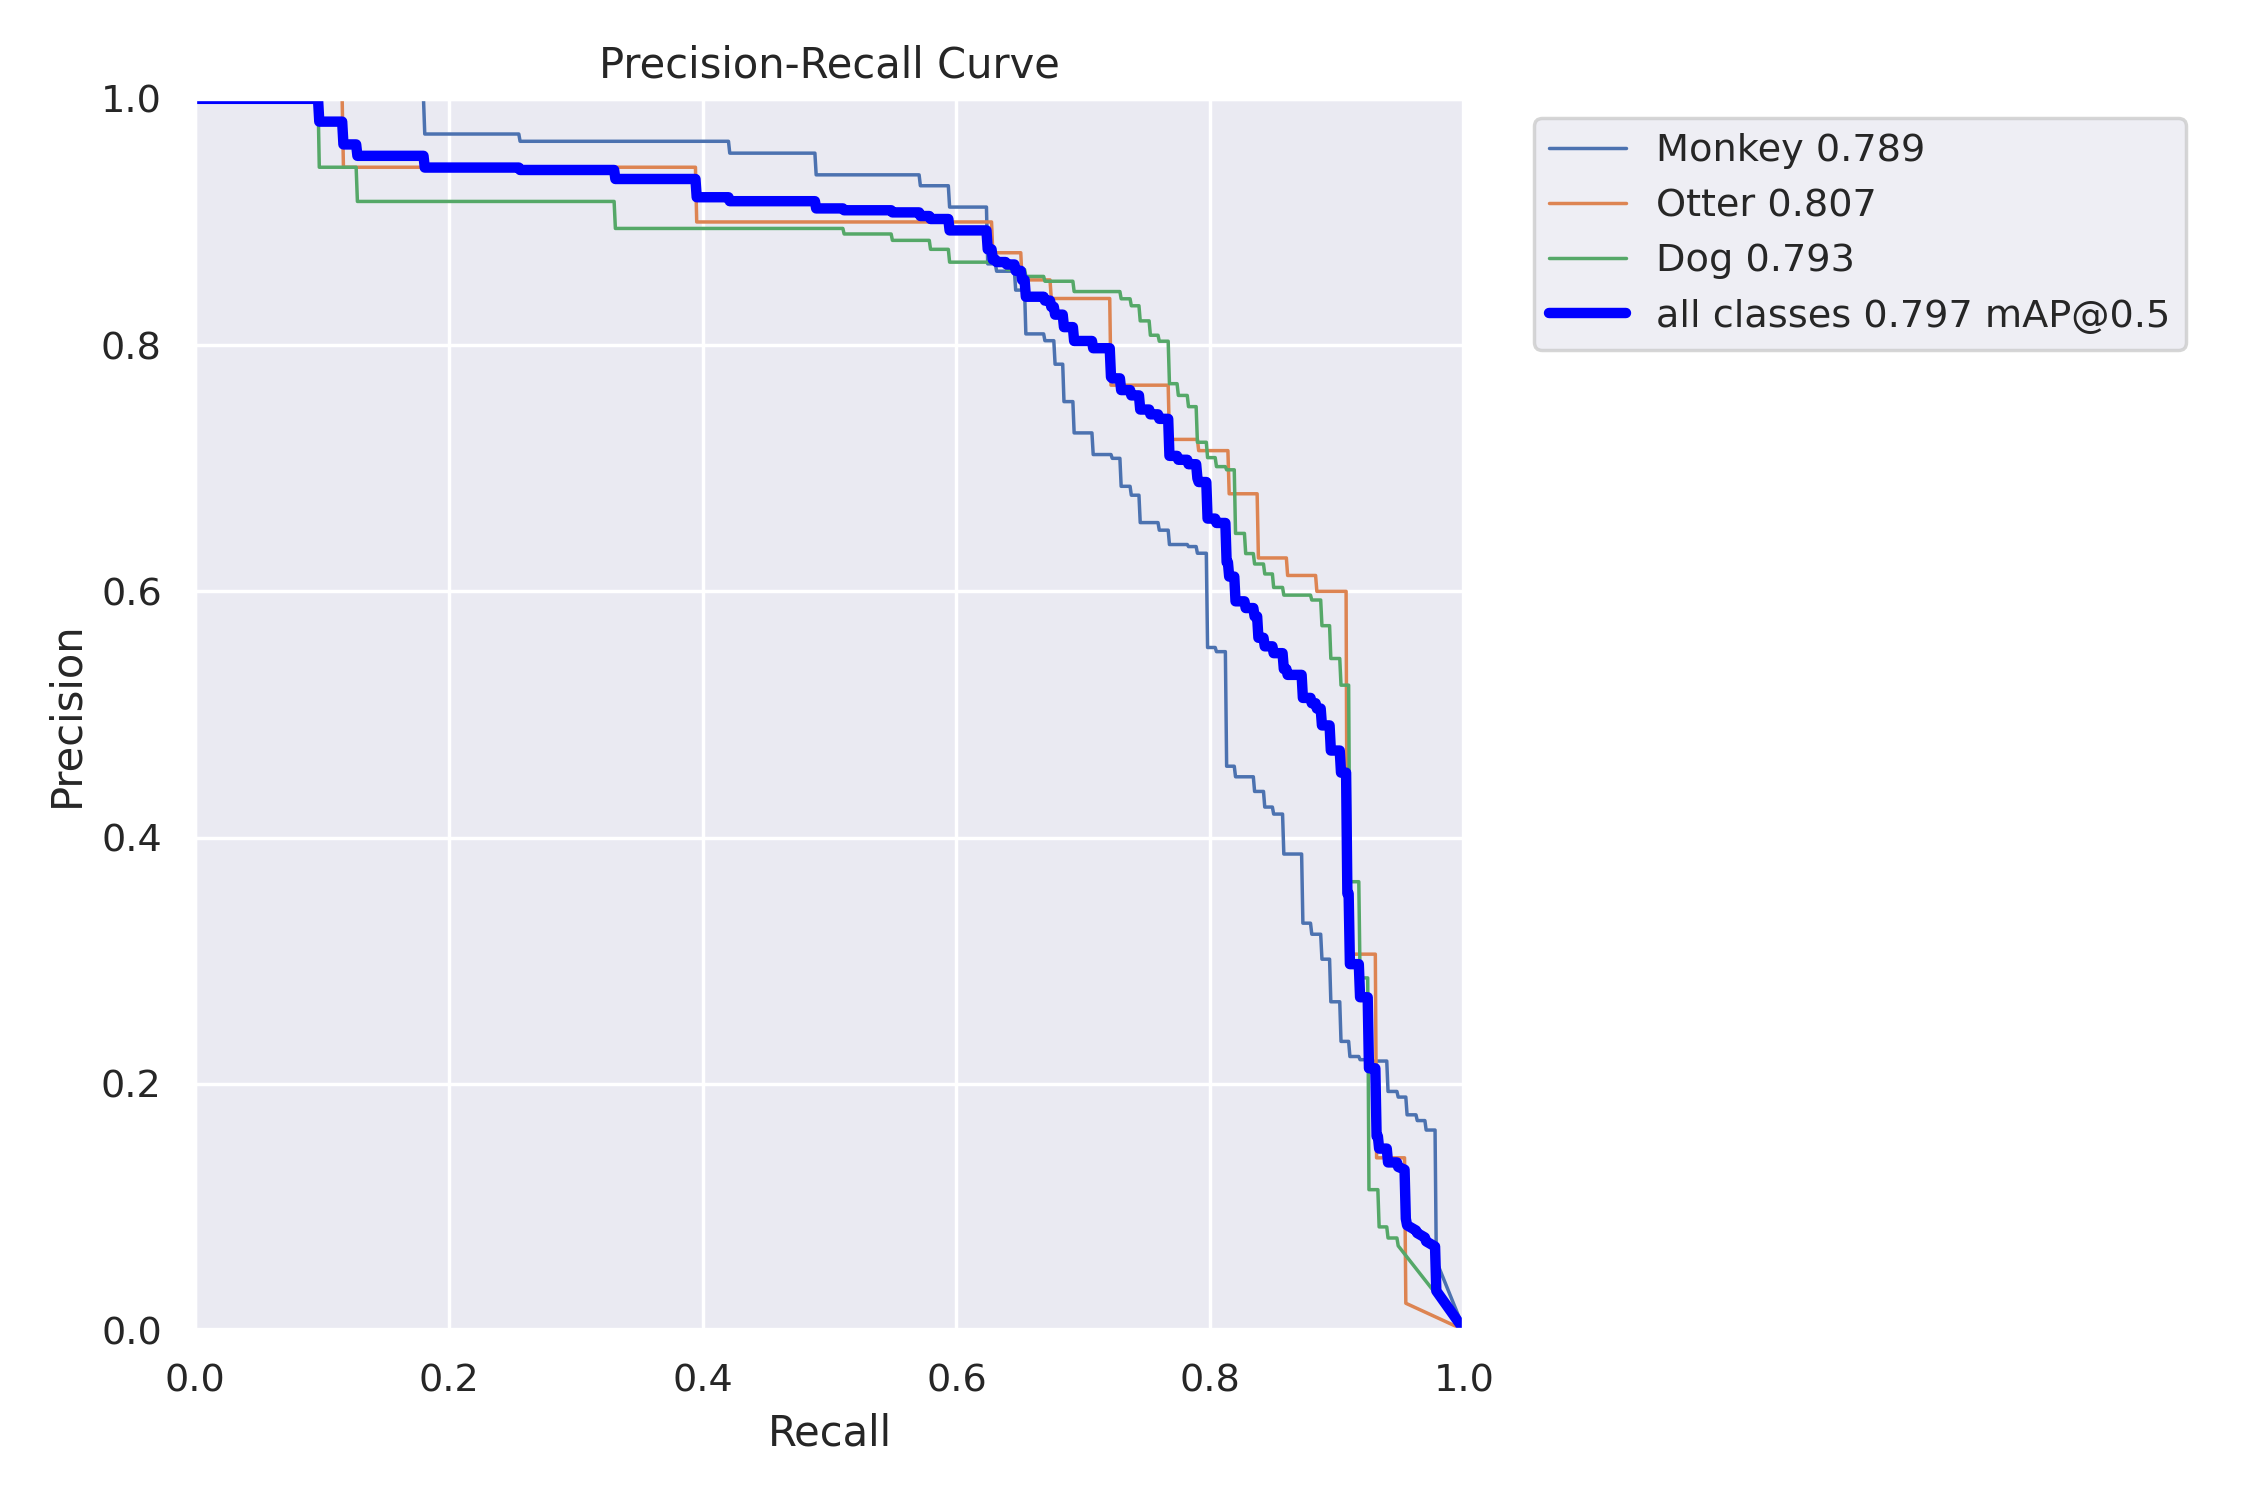 Precision-Recall Curve
1.0
0.8
0.6
0.4
0.2
0.0
Precision
0.0 0.2 0.4 0.6 0.8 1.0
Recall
Monkey 0.789
Otter 0.807
Dog 0.793
all classes 0.797 mAP@0.5